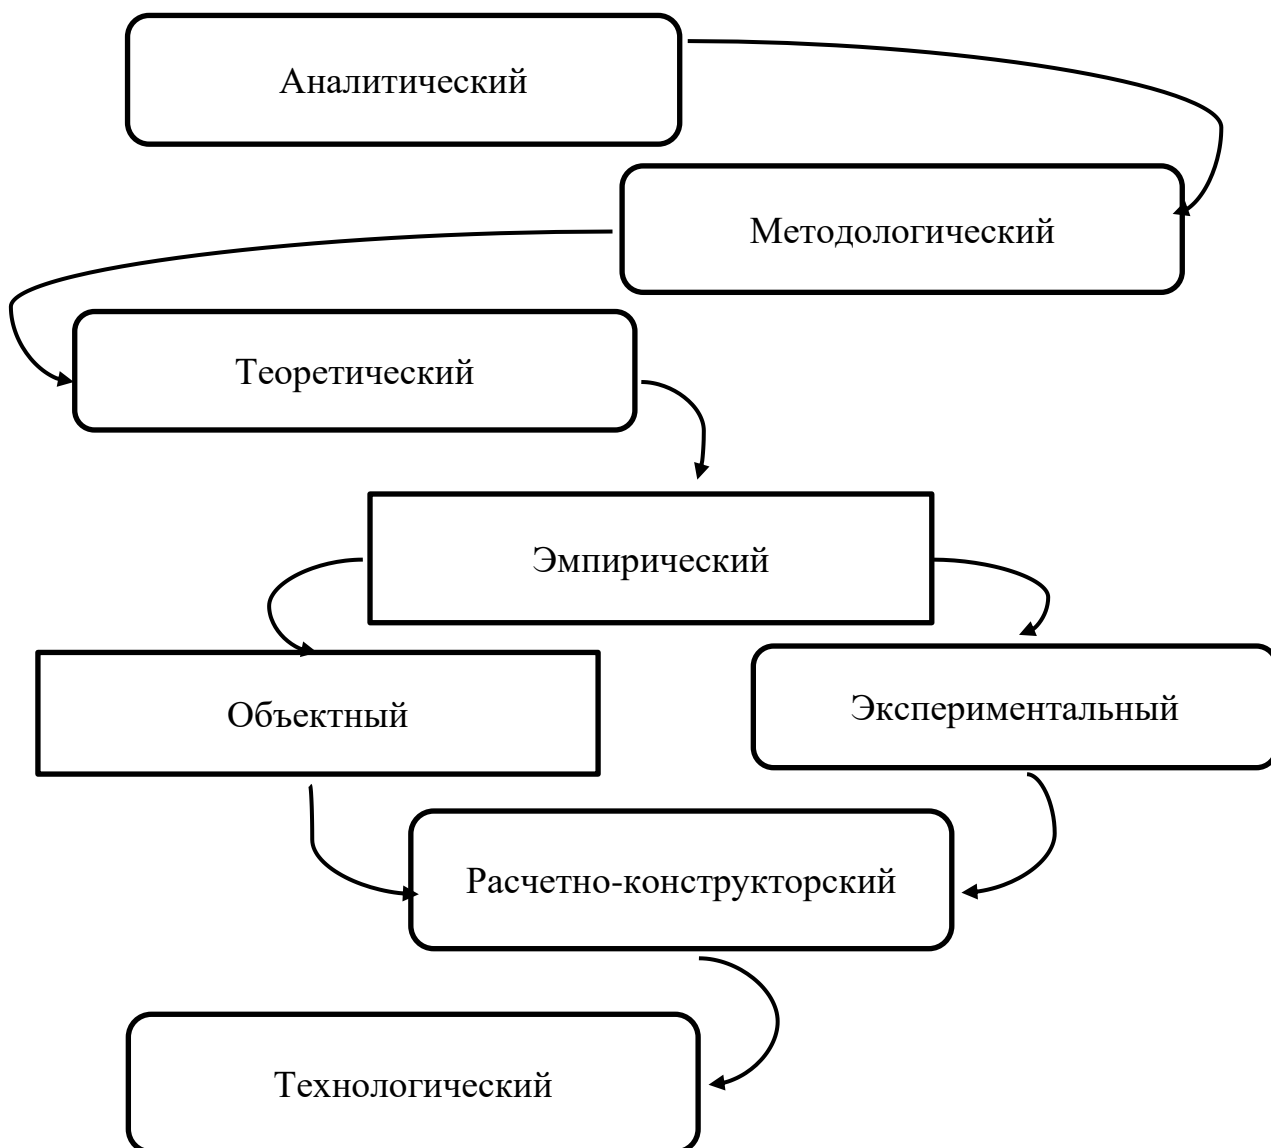 Аналитический
Методологический
Теоретический
Эмпирический
Объектный
Экспериментальный
Расчетно-конструкторский
Технологический